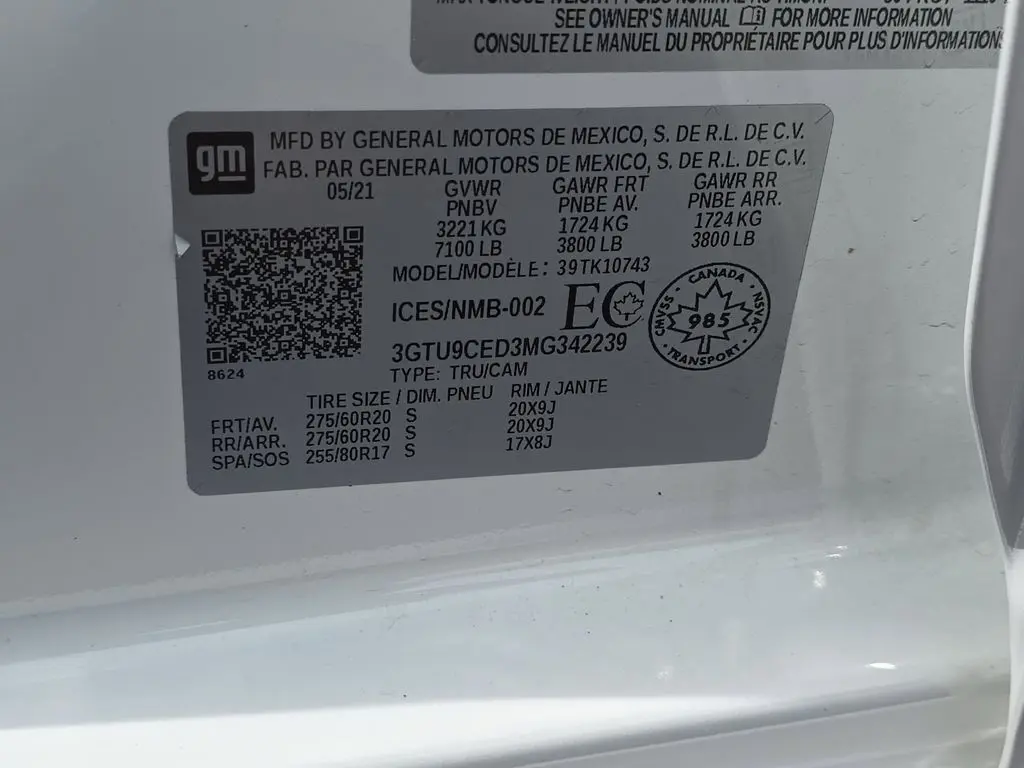 SEE OWNER'S MANUAL FOR MORE INFORMATION
CONSULTEZ LE MANUEL DU PROPRIÉTAIRE POUR PLUS D'INFORMATIONS
gm
MFD BY GENERAL MOTORS DE MEXICO, S. DE R.L. DE C.V.
FAB. PAR GENERAL MOTORS DE MEXICO, S. DE R.L. DE C.V.
05/21 GVWR GAWR FRT GAWR RR
PNBV PNBE AV. PNBE ARR.
3221 KG 1724 KG 1724 KG
7100 LB 3800 LB 3800 LB
MODEL/MODÈLE: 39TK10743
ICES/NMB-002 EC
CANADA
CMVSS 985 NSVAC
TRANSPORT
3GTU9CED3MG342239
8624 TYPE: TRU/CAM
TIRE SIZE / DIM. PNEU RIM / JANTE
FRT/AV. 275/60R20 S 20X9J
RR/ARR. 275/60R20 S 20X9J
SPA/SOS 255/80R17 S 17X8J